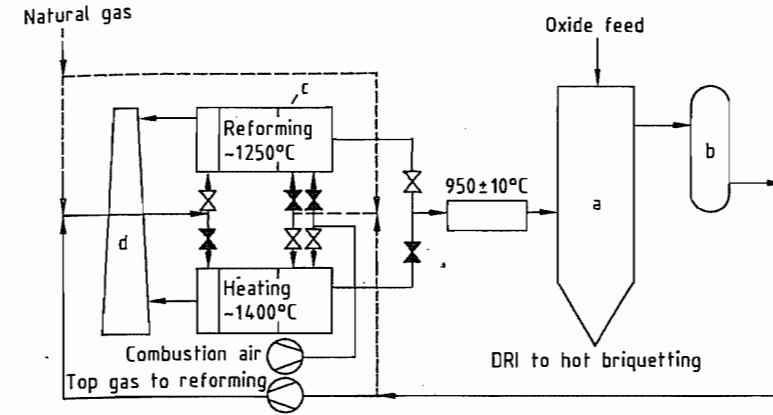 Natural gas
Oxide feed
c
Reforming
~1250°C
b
950±10°C
a
d
Heating
~1400°C
Combustion air
DRI to hot briquetting
Top gas to reforming